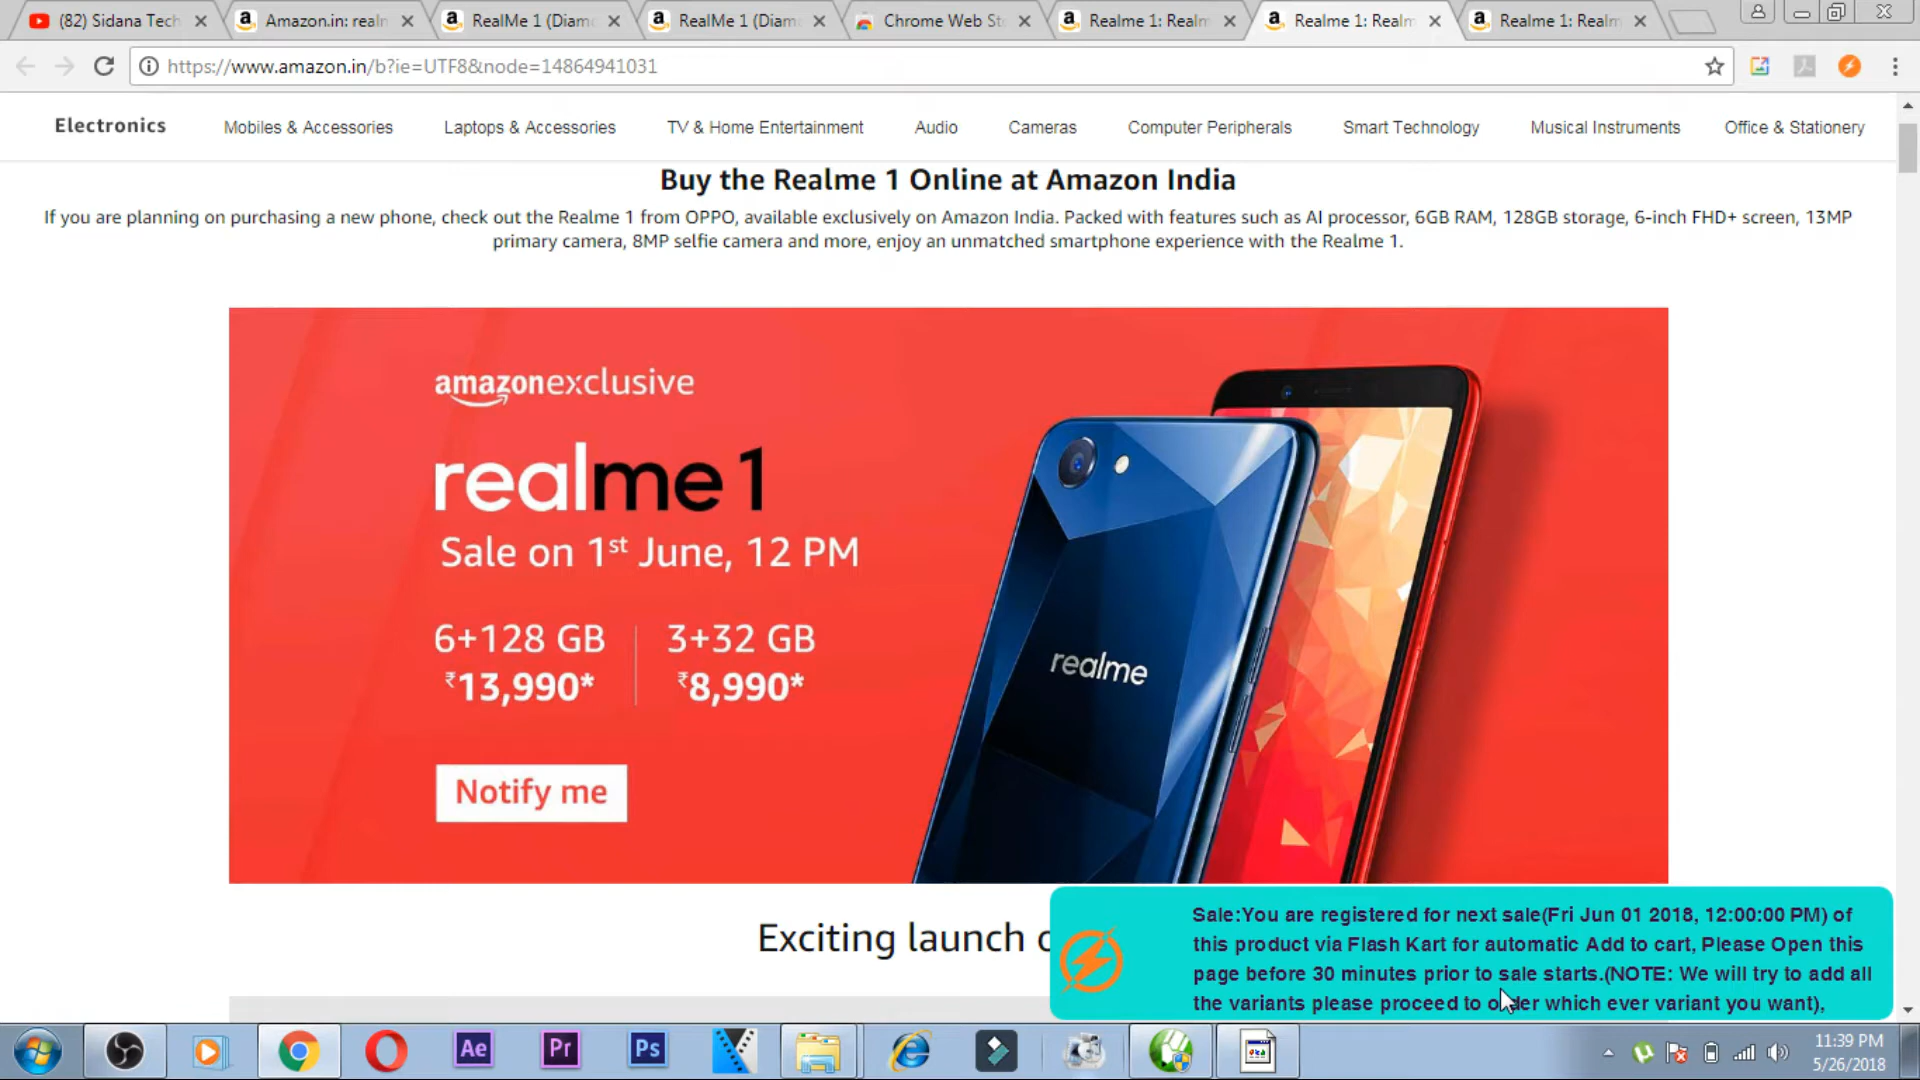 (82) Sidana Tech
Amazon.in: realm
RealMe 1 (Diam
RealMe 1 (Diam
Chrome Web St
Realme 1: Realm
Realme 1: Realm
Realme 1: Realm
https://www.amazon.in/b?ie=UTF8&node=14864941031
Electronics Mobiles & Accessories Laptops & Accessories TV & Home Entertainment Audio Cameras Computer Peripherals Smart Technology Musical Instruments Office & Stationery
Buy the Realme 1 Online at Amazon India
If you are planning on purchasing a new phone, check out the Realme 1 from OPPO, available exclusively on Amazon India. Packed with features such as AI processor, 6GB RAM, 128GB storage, 6-inch FHD+ screen, 13MP
primary camera, 8MP selfie camera and more, enjoy an unmatched smartphone experience with the Realme 1.
amazonexclusive
realme 1
Sale on 1st June, 12 PM
6+128 GB 3+32 GB
₹13,990* ₹8,990*
Notify me
realme
Exciting launch
Sale:You are registered for next sale(Fri Jun 01 2018, 12:00:00 PM) of
this product via Flash Kart for automatic Add to cart, Please Open this
page before 30 minutes prior to sale starts.(NOTE: We will try to add all
the variants please proceed to order which ever variant you want),
Ae Pr Ps
11:39 PM
5/26/2018